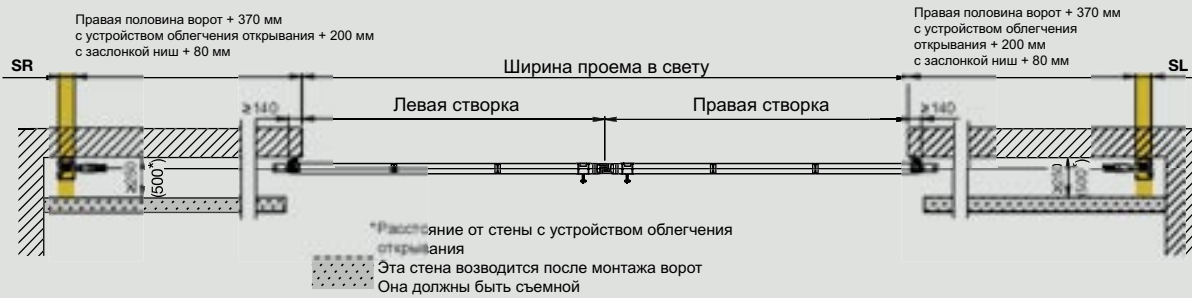 Правая половина ворот + 370 мм
с устройством облегчения открывания + 200 мм
с заслонкой ниш + 80 мм
Правая половина ворот + 370 мм
с устройством облегчения
открывания + 200 мм
с заслонкой ниш + 80 мм
SR
Ширина проема в свету
SL
≥140
Левая створка
Правая створка
≥140
(500*)
(500*)
*Расстояние от стены с устройством облегчения
открывания
Эта стена возводится после монтажа ворот
Она должны быть съемной